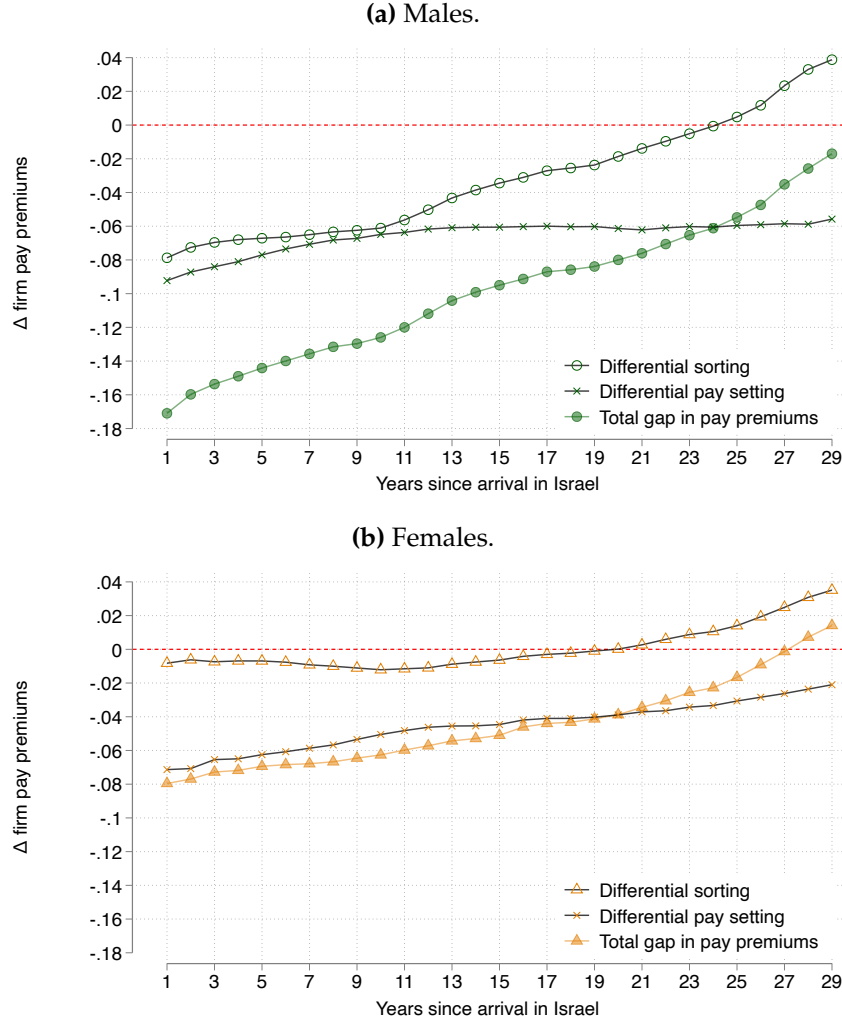 (a) Males.
.04
.02
0
-.02
-.04
-.06
-.08
-.1
-.12
-.14
-.16
-.18
Δ firm pay premiums
Differential sorting
Differential pay setting
Total gap in pay premiums
1 3 5 7 9 11 13 15 17 19 21 23 25 27 29
Years since arrival in Israel
(b) Females.
.04
.02
0
-.02
-.04
-.06
-.08
-.1
-.12
-.14
-.16
-.18
Δ firm pay premiums
Differential sorting
Differential pay setting
Total gap in pay premiums
1 3 5 7 9 11 13 15 17 19 21 23 25 27 29
Years since arrival in Israel